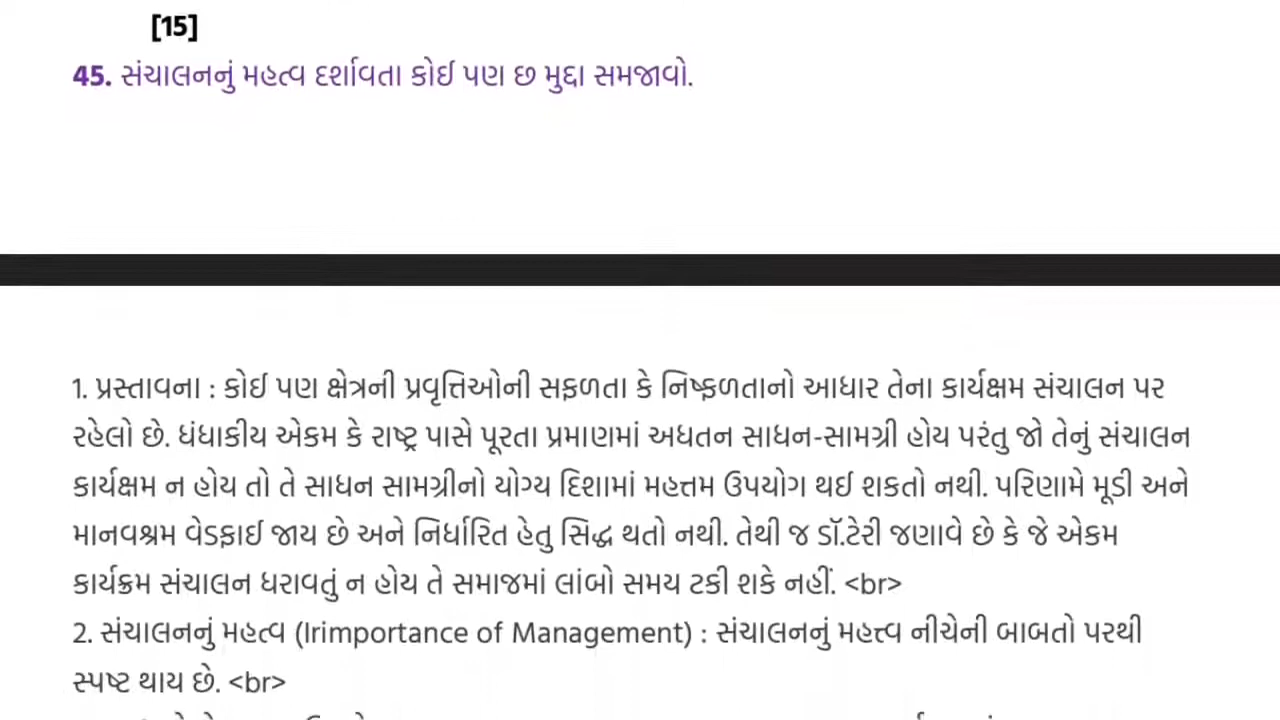 [15]
45. સંચાલનનું મહત્વ દર્શાવતા કોઈ પણ છ મુદ્દા સમજાવો.
1. પ્રસ્તાવના : કોઈ પણ ક્ષેત્રની પ્રવૃત્તિઓની સફળતા કે નિષ્ફળતાનો આધાર તેના કાર્યક્ષમ સંચાલન પર
રહેલો છે. ધંધાકીય એકમ કે રાષ્ટ્ર પાસે પૂરતા પ્રમાણમાં અધતન સાધન-સામગ્રી હોય પરંતુ જો તેનું સંચાલન
કાર્યક્ષમ ન હોય તો તે સાધન સામગ્રીનો યોગ્ય દિશામાં મહત્તમ ઉપયોગ થઈ શકતો નથી. પરિણામે મૂડી અને
માનવશ્રમ વેડફાઈ જાય છે અને નિર્ધારિત હેતુ સિદ્ધ થતો નથી. તેથી જ ડૉ.ટેરી જણાવે છે કે જે એકમ
કાર્યક્રમ સંચાલન ધરાવતું ન હોય તે સમાજમાં લાંબો સમય ટકી શકે નહીં. <br>
2. સંચાલનનું મહત્વ (Irimportance of Management) : સંચાલનનું મહત્ત્વ નીચેની બાબતો પરથી
સ્પષ્ટ થાય છે. <br>